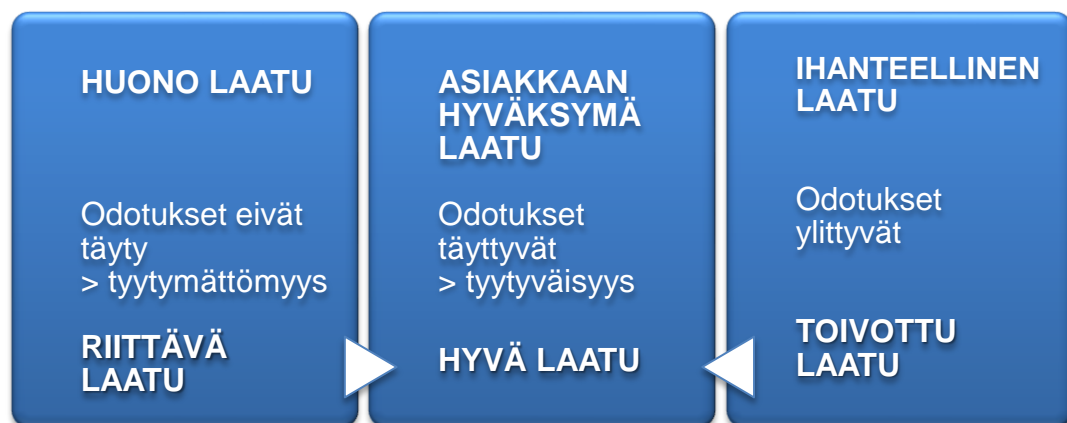 HUONO LAATU
Odotukset eivät
täyty
> tyytymättömyys
RIITTÄVÄ
LAATU
ASIAKKAAN
HYVÄKSYMÄ
LAATU
Odotukset
täyttyvät
> tyytyväisyys
HYVÄ LAATU
IHANTEELLINEN
LAATU
Odotukset
ylittyvät
TOIVOTTU
LAATU